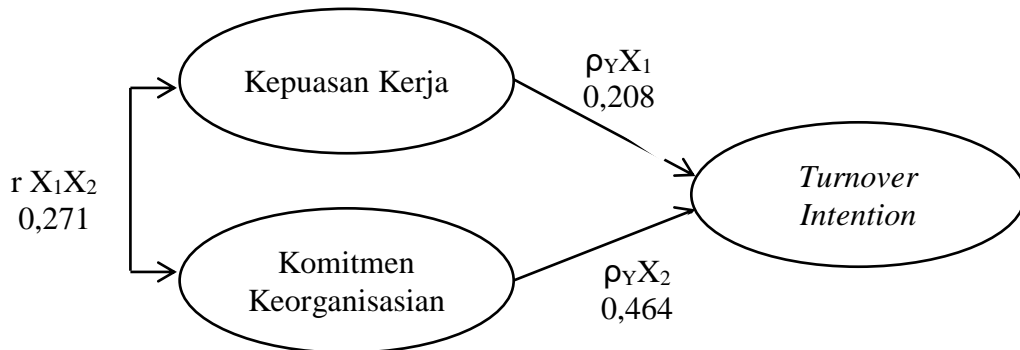 Kepuasan Kerja
ρYX₁
0,208
r X₁X₂
0,271
Turnover
Intention
Komitmen
Keorganisasian
ρYX₂
0,464